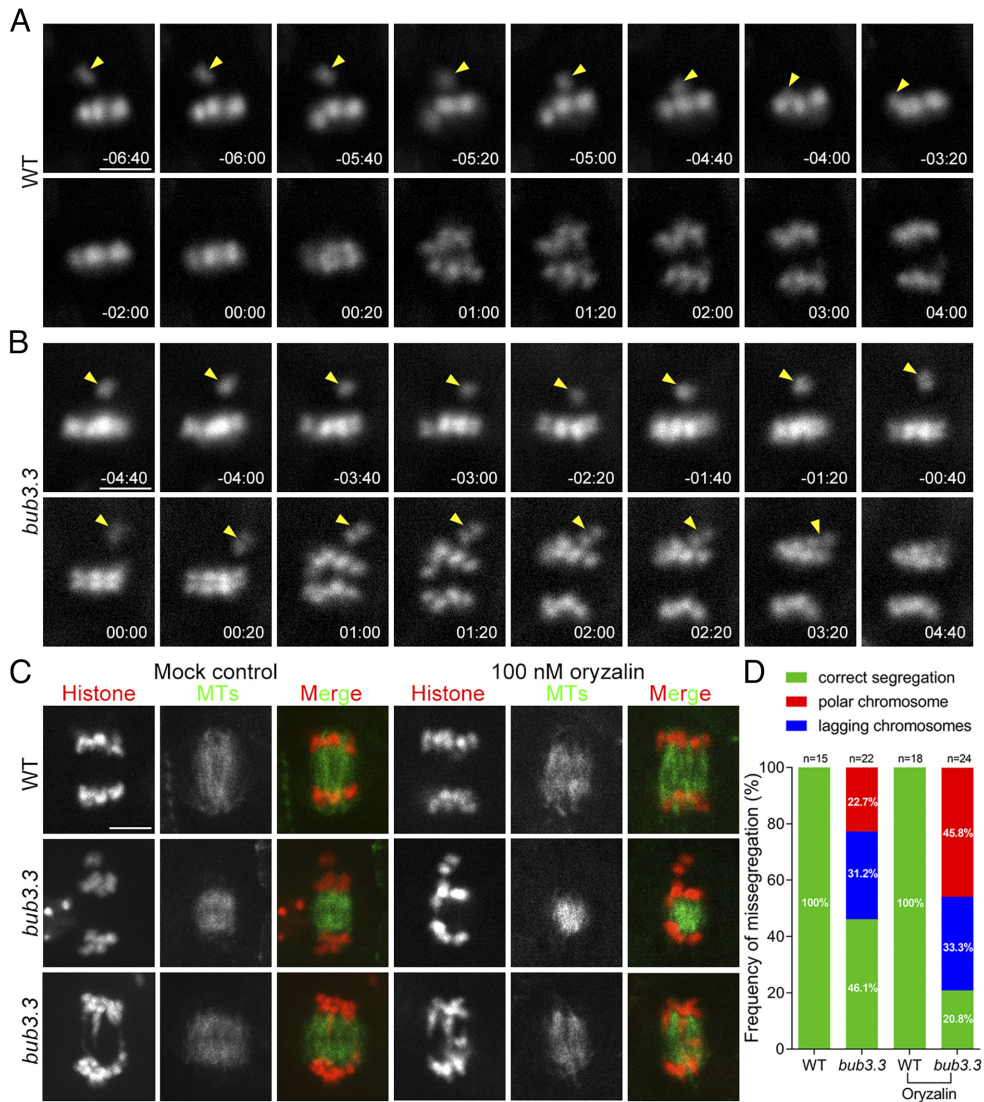 A
WT
-06:40
-06:00
-05:40
-05:20
-05:00
-04:40
-04:00
-03:20
-02:00
00:00
00:20
01:00
01:20
02:00
03:00
04:00
B
bub3.3
-04:40
-04:00
-03:40
-03:00
-02:20
-01:40
-01:20
-00:40
00:00
00:20
01:00
01:20
02:00
02:20
03:20
04:40
C
Mock control
100 nM oryzalin
Histone
MTs
Merge
Histone
MTs
Merge
WT
bub3.3
bub3.3
D
correct segregation
polar chromosome
lagging chromosomes
Frequency of missegregation (%)
100
80
60
40
20
0
n=15
n=22
n=18
n=24
100%
22.7%
31.2%
46.1%
100%
45.8%
33.3%
20.8%
WT
bub3.3
WT
bub3.3
Oryzalin